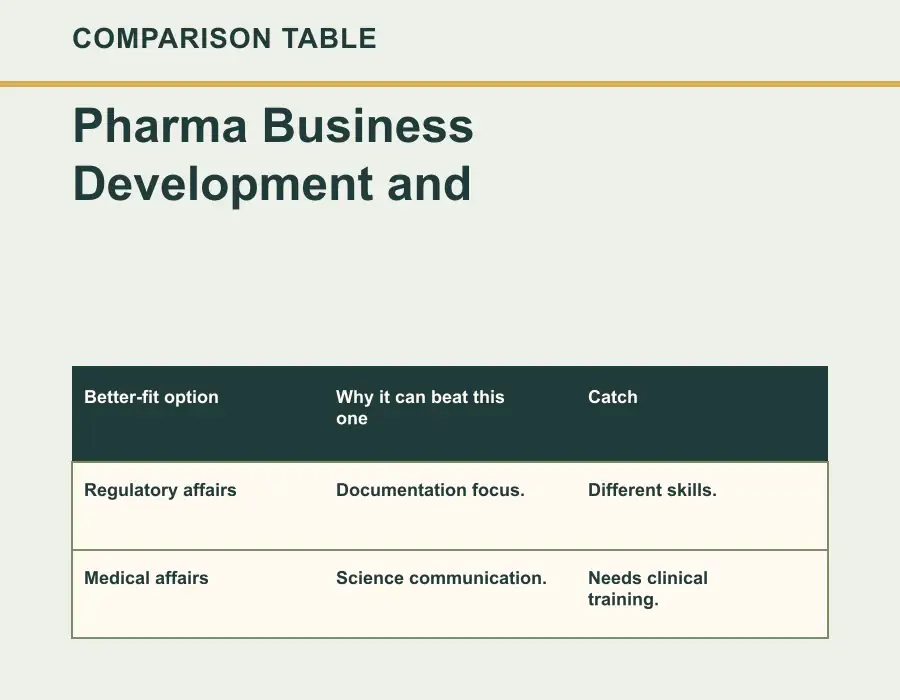 COMPARISON TABLE
Pharma Business
Development and
Better-fit option
Why it can beat this
one
Catch
Regulatory affairs
Documentation focus.
Different skills.
Medical affairs
Science communication.
Needs clinical
training.